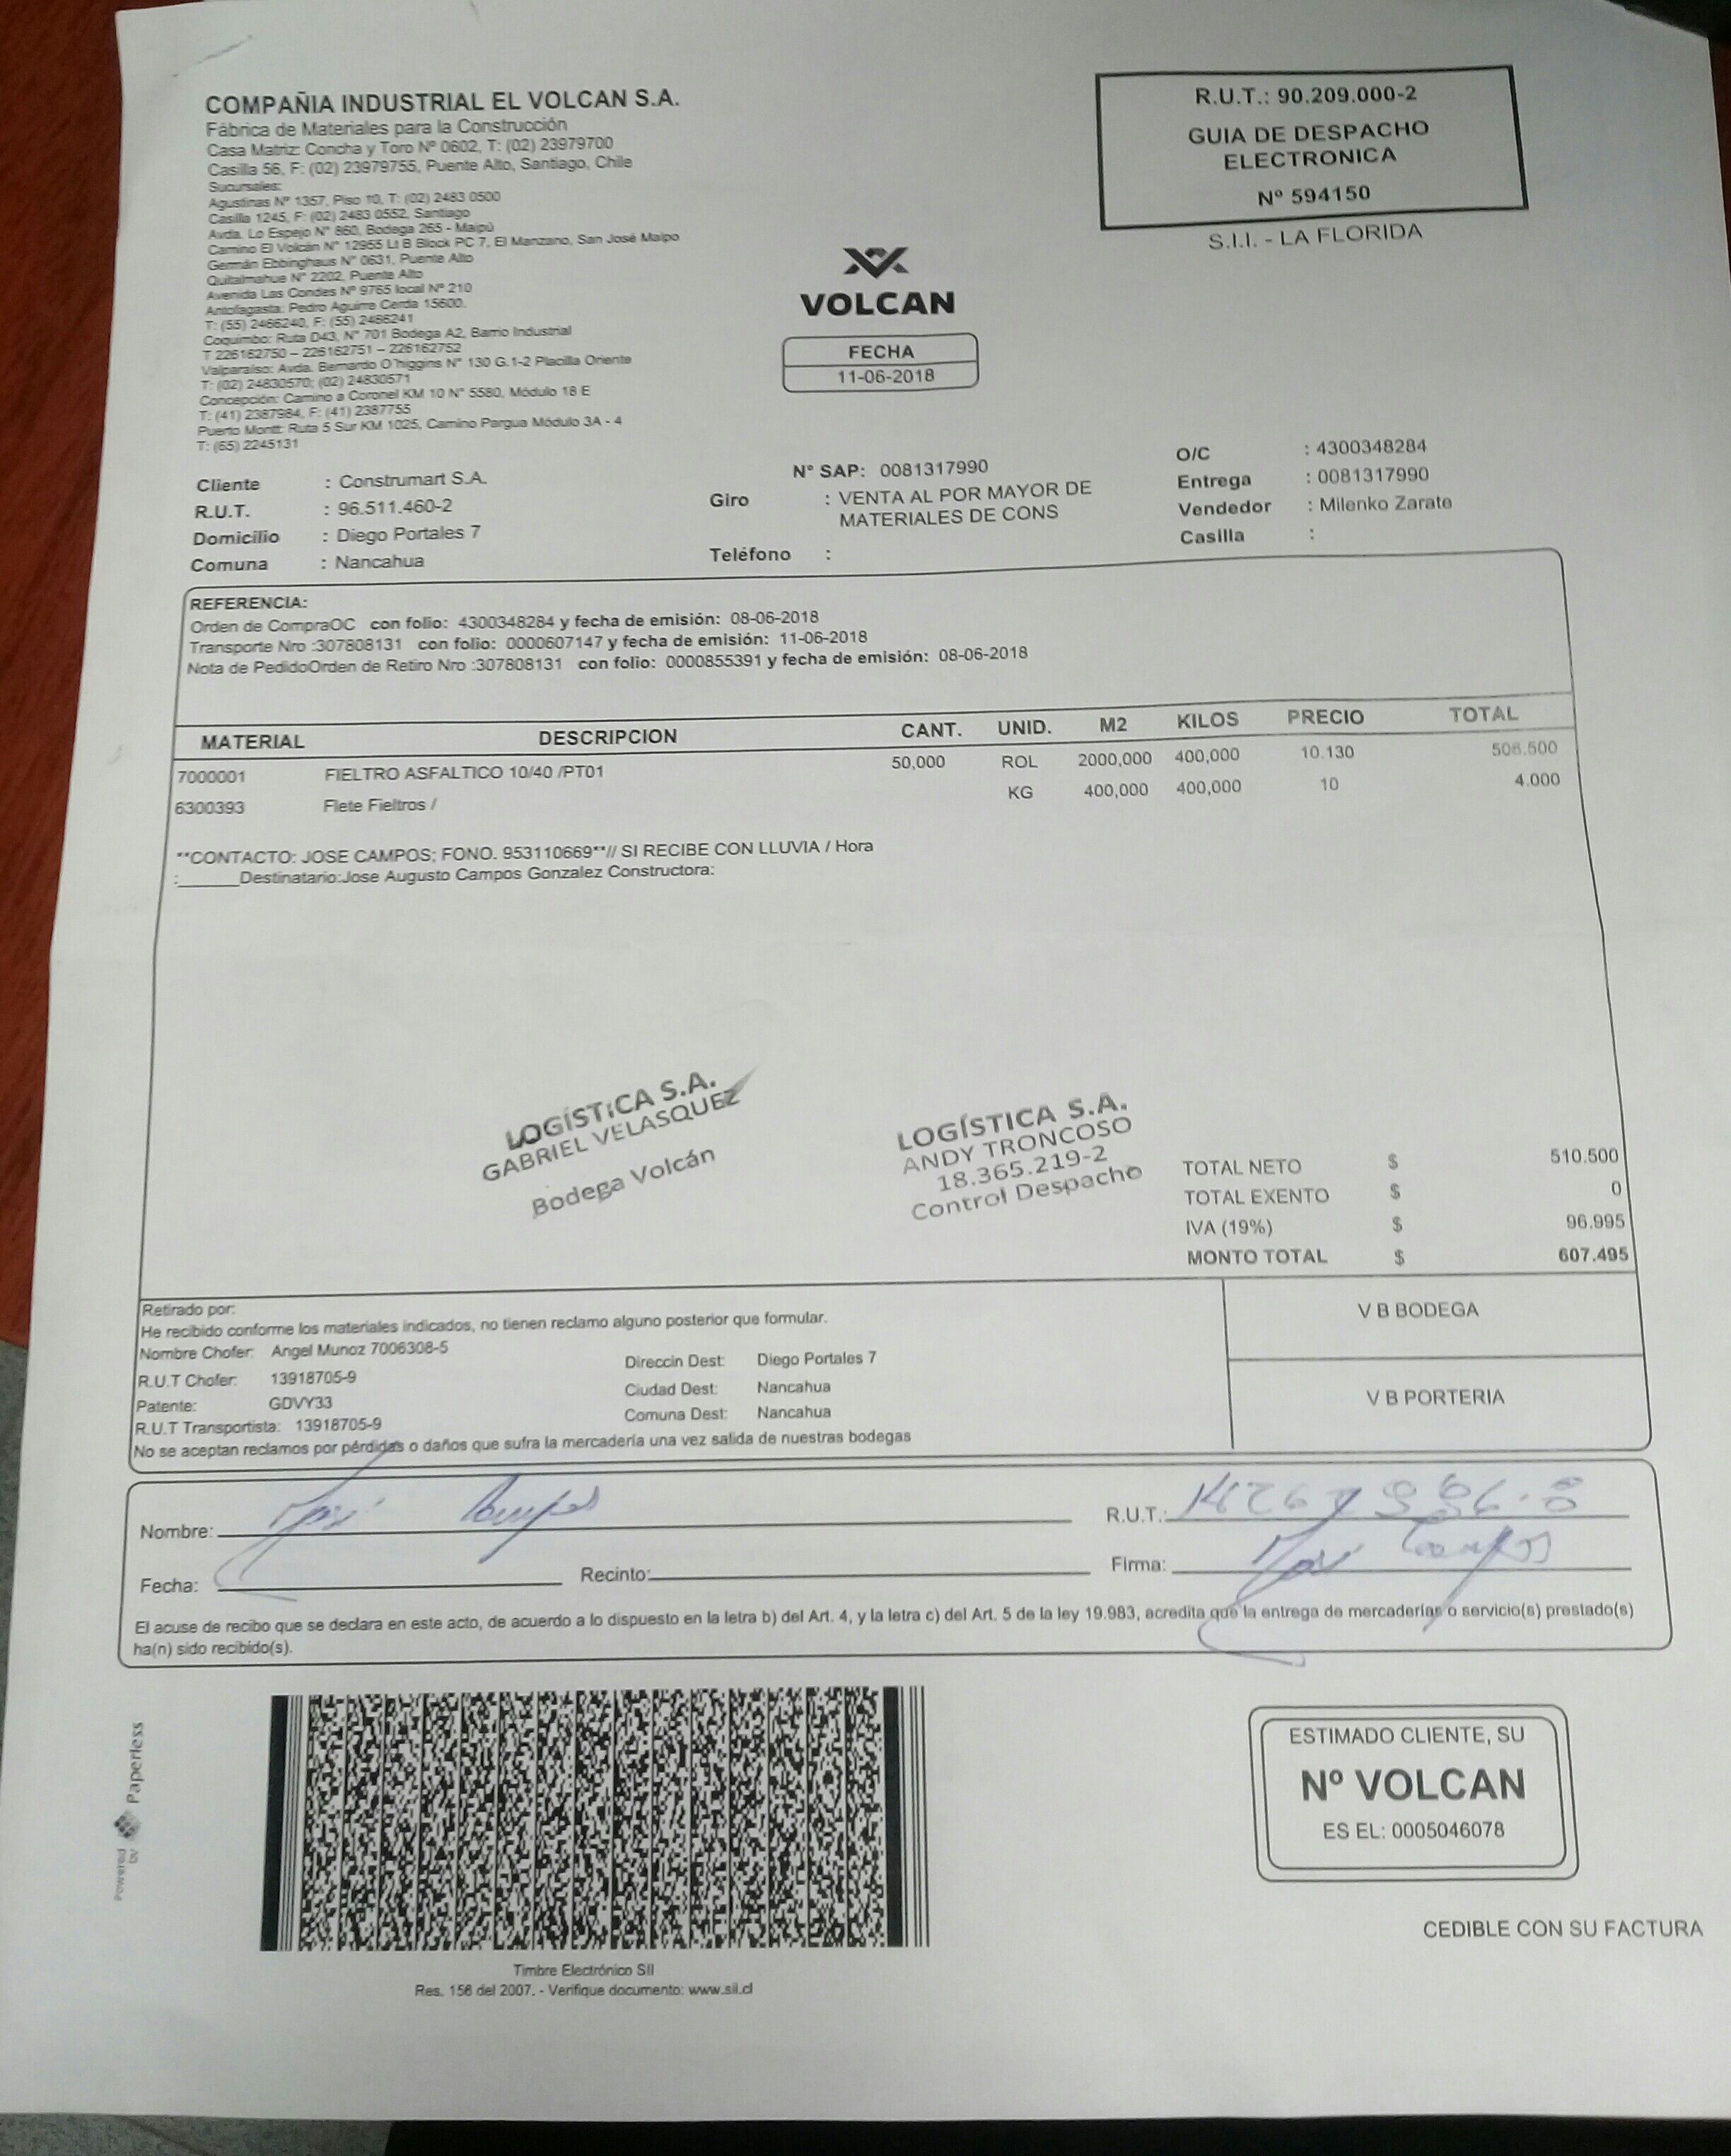 COMPAÑIA INDUSTRIAL EL VOLCAN S.A.
Fábrica de Materiales para la Construcción
Casa Matriz: Concha y Toro Nº 0602, T: (02) 23979700
Casilla 56, F: (02) 23979755, Puente Alto, Santiago, Chile
Sucursales:
Agustinas Nº 1357, Piso 10, T: (02) 2483 0500
Casilla 1245, F: (02) 2483 0552, Santiago
Avda. Lo Espejo N° 860, Bodega 265 - Maipú
Camino El Volcán N° 12955 Lt B Block PC 7, El Manzano, San José Maipo
Germán Ebbinghaus N° 0631, Puente Alto
Quitalmahue N° 2202, Puente Alto
Avenida Las Condes Nº 9765 local Nº 210
Antofagasta: Pedro Aguirre Cerda 15600.
T: (55) 2466240, F: (55) 2466241
Coquimbo: Ruta D43, N° 701 Bodega A2, Barrio Industrial
T 226162750 – 226162751 – 226162752
Valparaíso: Avda. Bernardo O'higgins N° 130 G.1-2 Placilla Oriente
T: (02) 24830570; (02) 24830571
Concepción: Camino a Coronel KM 10 N° 5580, Módulo 18 E
T: (41) 2387984, F: (41) 2387755
Puerto Montt: Ruta 5 Sur KM 1025, Camino Pargua Módulo 3A - 4
T: (65) 2245131
R.U.T.: 90.209.000-2
GUIA DE DESPACHO
ELECTRONICA
Nº 594150
S.I.I. - LA FLORIDA
VOLCAN
FECHA
11-06-2018
Cliente : Construmart S.A.
R.U.T. : 96.511.460-2
Domicilio : Diego Portales 7
Comuna : Nancahua
N° SAP: 0081317990
Giro : VENTA AL POR MAYOR DE
MATERIALES DE CONS
Teléfono :
O/C : 4300348284
Entrega : 0081317990
Vendedor : Milenko Zarate
Casilla :
REFERENCIA:
Orden de CompraOC con folio: 4300348284 y fecha de emisión: 08-06-2018
Transporte Nro :307808131 con folio: 0000607147 y fecha de emisión: 11-06-2018
Nota de PedidoOrden de Retiro Nro :307808131 con folio: 0000855391 y fecha de emisión: 08-06-2018
MATERIAL DESCRIPCION CANT. UNID. M2 KILOS PRECIO TOTAL
7000001 FIELTRO ASFALTICO 10/40 /PT01 50,000 ROL 2000,000 400,000 10.130 506.500
6300393 Flete Fieltros / KG 400,000 400,000 10 4.000
**CONTACTO: JOSE CAMPOS; FONO. 953110669**// SI RECIBE CON LLUVIA / Hora
:______Destinatario:Jose Augusto Campos Gonzalez Constructora:
LOGÍSTICA S.A.
GABRIEL VELASQUEZ
Bodega Volcán
LOGÍSTICA S.A.
ANDY TRONCOSO
18.365.219-2
Control Despacho
TOTAL NETO $ 510.500
TOTAL EXENTO $ 0
IVA (19%) $ 96.995
MONTO TOTAL $ 607.495
Retirado por:
He recibido conforme los materiales indicados, no tienen reclamo alguno posterior que formular.
Nombre Chofer: Angel Munoz 7006308-5
R.U.T Chofer: 13918705-9
Patente: GDVY33
R.U.T Transportista: 13918705-9
Direccin Dest: Diego Portales 7
Ciudad Dest: Nancahua
Comuna Dest: Nancahua
No se aceptan reclamos por pérdidas o daños que sufra la mercadería una vez salida de nuestras bodegas
V B BODEGA
V B PORTERIA
Nombre: José Campos
R.U.T.:
Fecha:
Recinto:
Firma: José Campos
El acuse de recibo que se declara en este acto, de acuerdo a lo dispuesto en la letra b) del Art. 4, y la letra c) del Art. 5 de la ley 19.983, acredita que la entrega de mercaderías o servicio(s) prestado(s)
ha(n) sido recibido(s).
Powered by Paperless
Timbre Electrónico SII
Res. 156 del 2007. - Verifique documento: www.sii.cl
ESTIMADO CLIENTE, SU
Nº VOLCAN
ES EL: 0005046078
CEDIBLE CON SU FACTURA